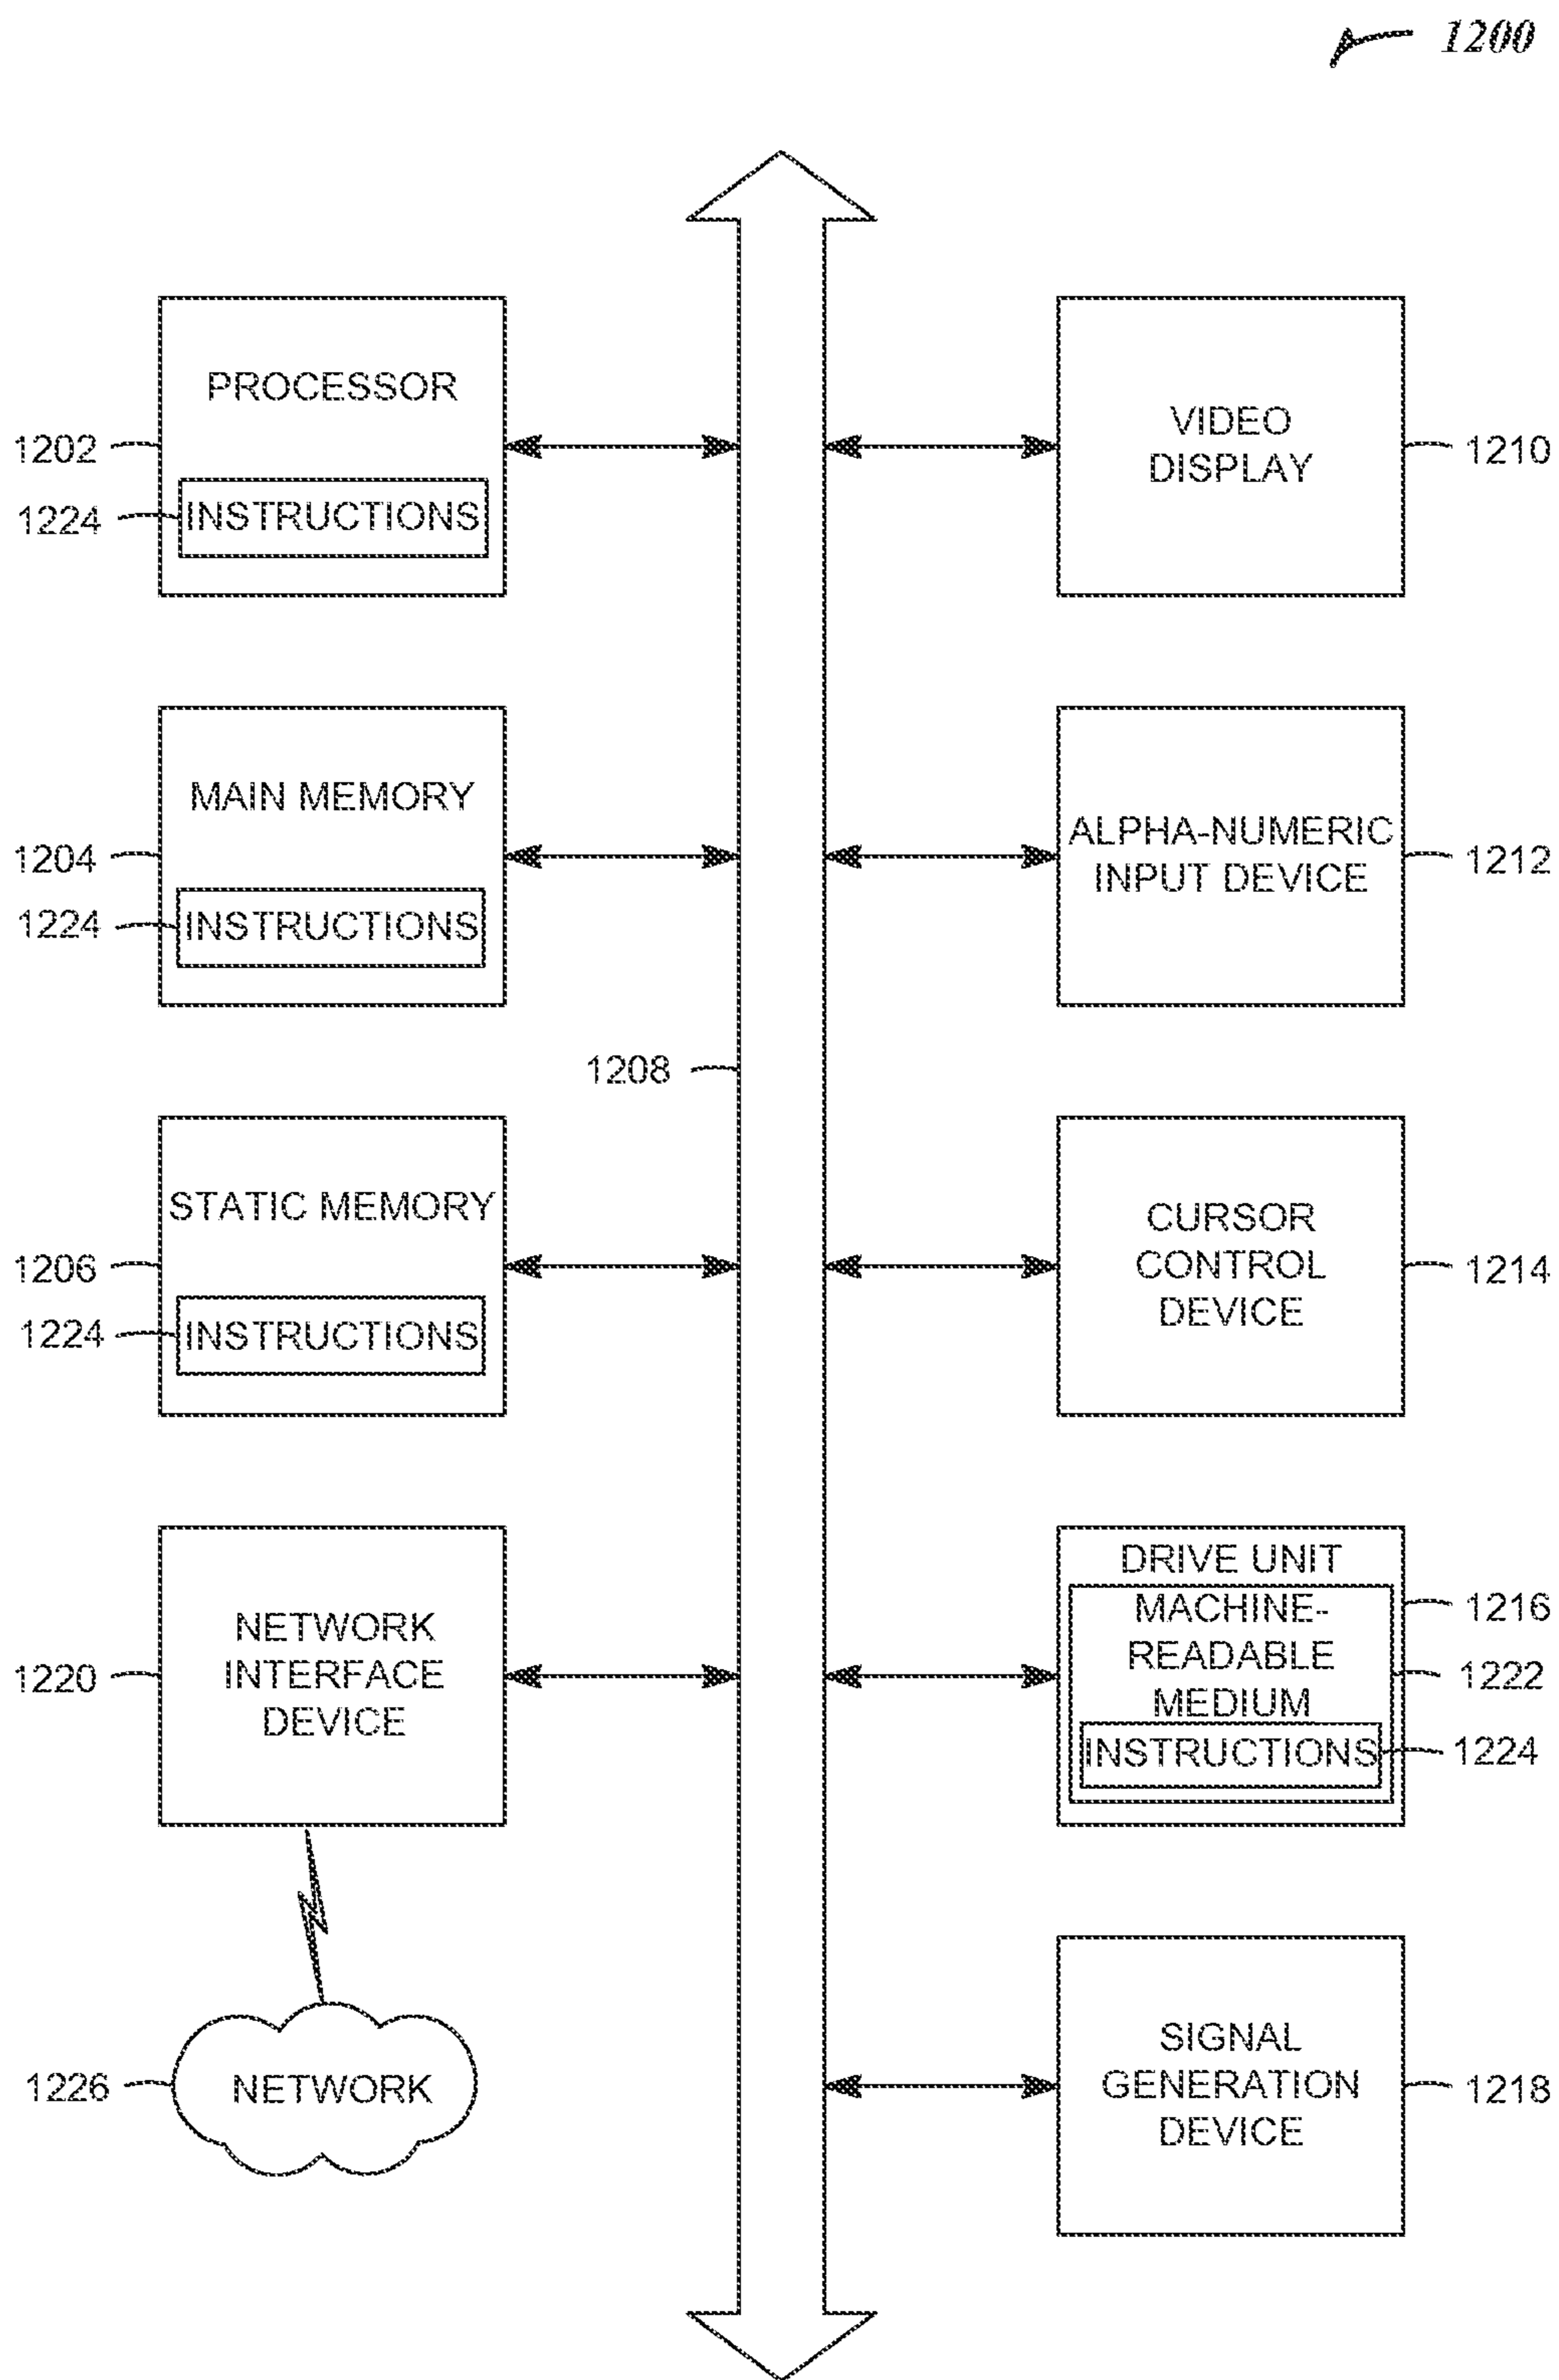 1200
PROCESSOR
1202
1224
INSTRUCTIONS
VIDEO
DISPLAY
1210
MAIN MEMORY
1204
1224
INSTRUCTIONS
ALPHA-NUMERIC
INPUT DEVICE
1212
1208
STATIC MEMORY
1206
1224
INSTRUCTIONS
CURSOR
CONTROL
DEVICE
1214
NETWORK
INTERFACE
DEVICE
1220
DRIVE UNIT
1216
MACHINE-
READABLE
MEDIUM
1222
INSTRUCTIONS
1224
1226
NETWORK
SIGNAL
GENERATION
DEVICE
1218